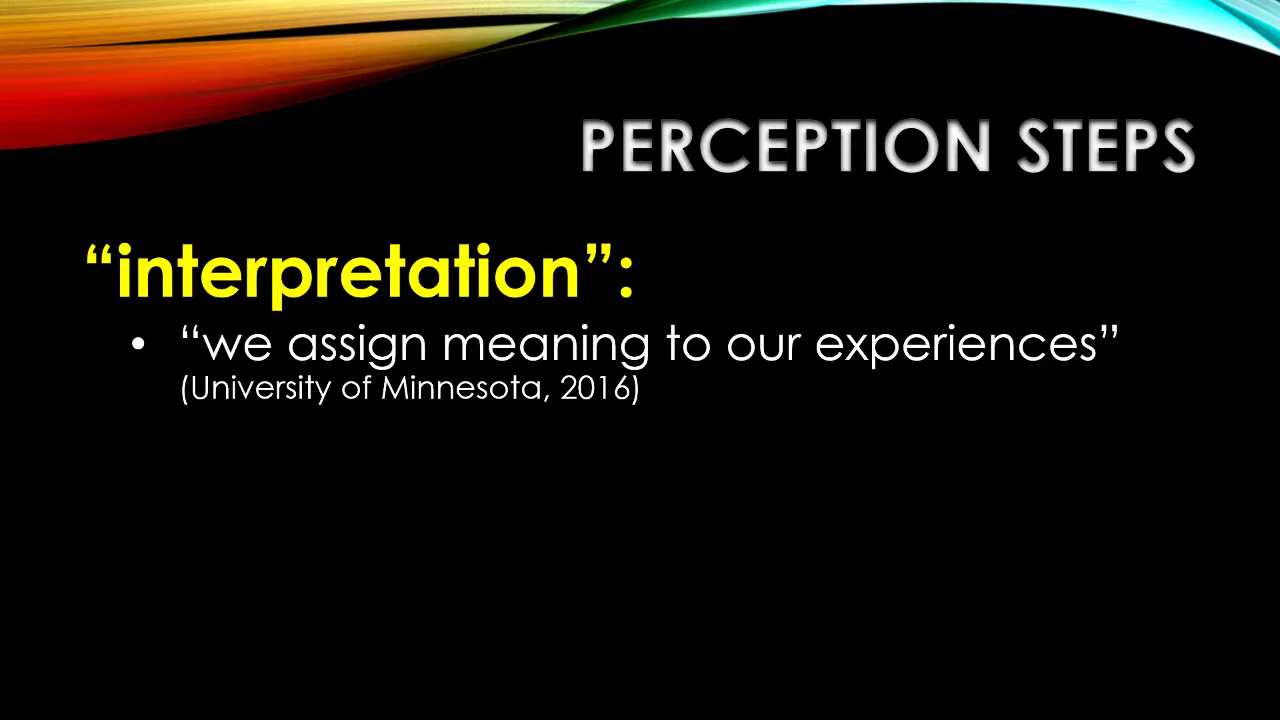 PERCEPTION STEPS
“interpretation”:
• “we assign meaning to our experiences”
(University of Minnesota, 2016)